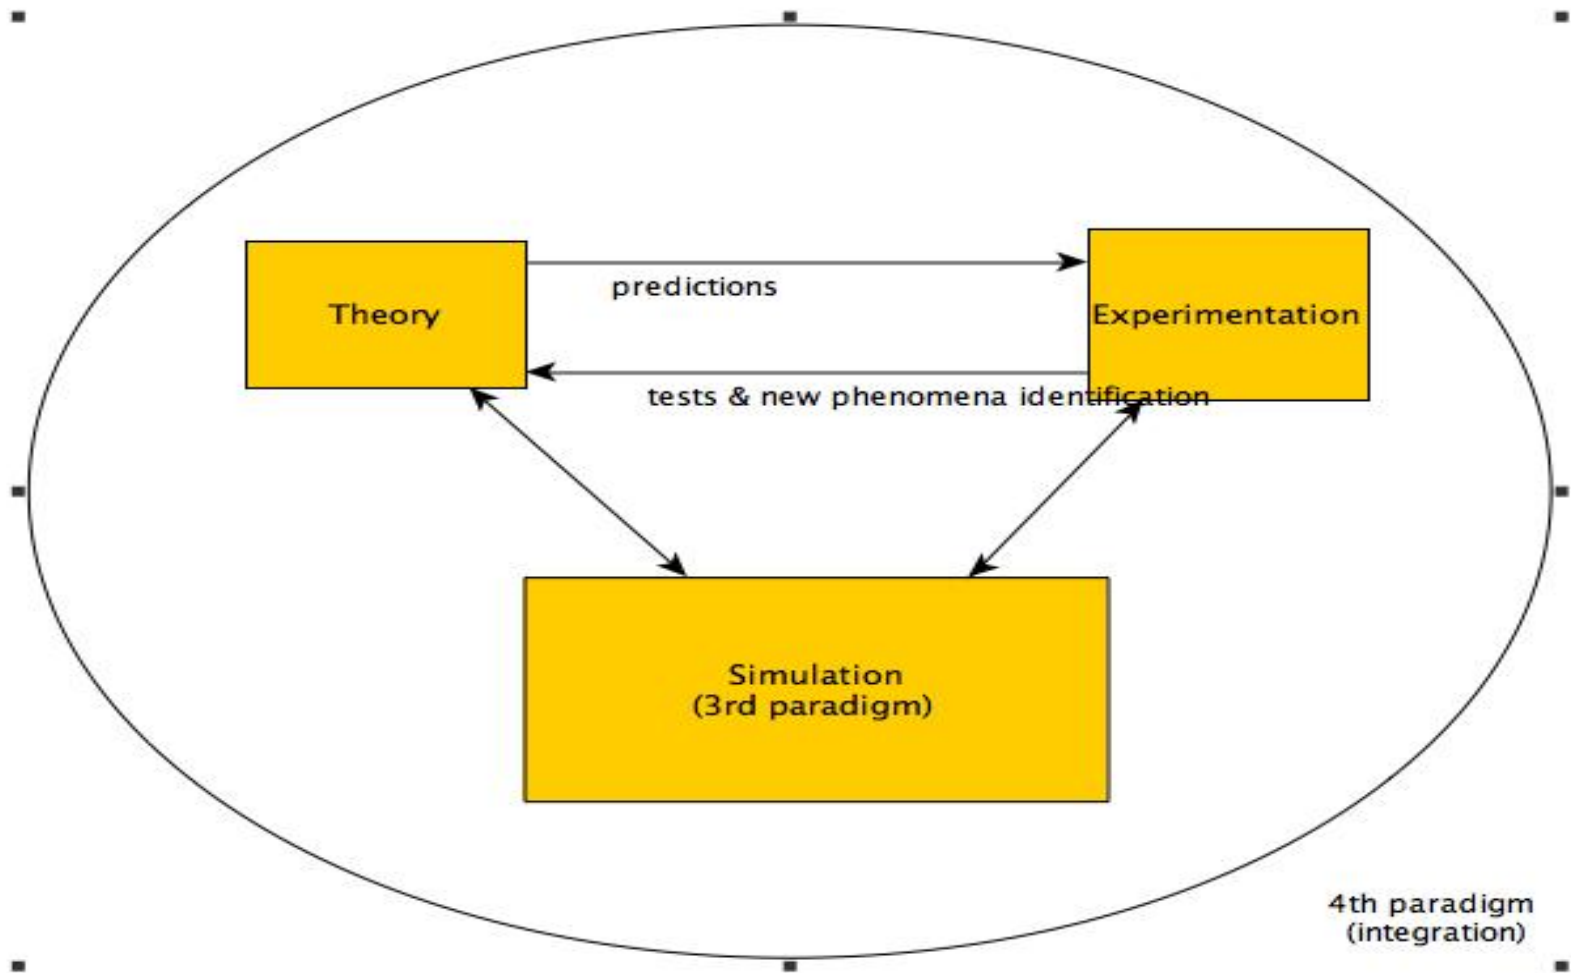 predictions
Theory
Experimentation
tests & new phenomena identification
Simulation
(3rd paradigm)
4th paradigm
(integration)